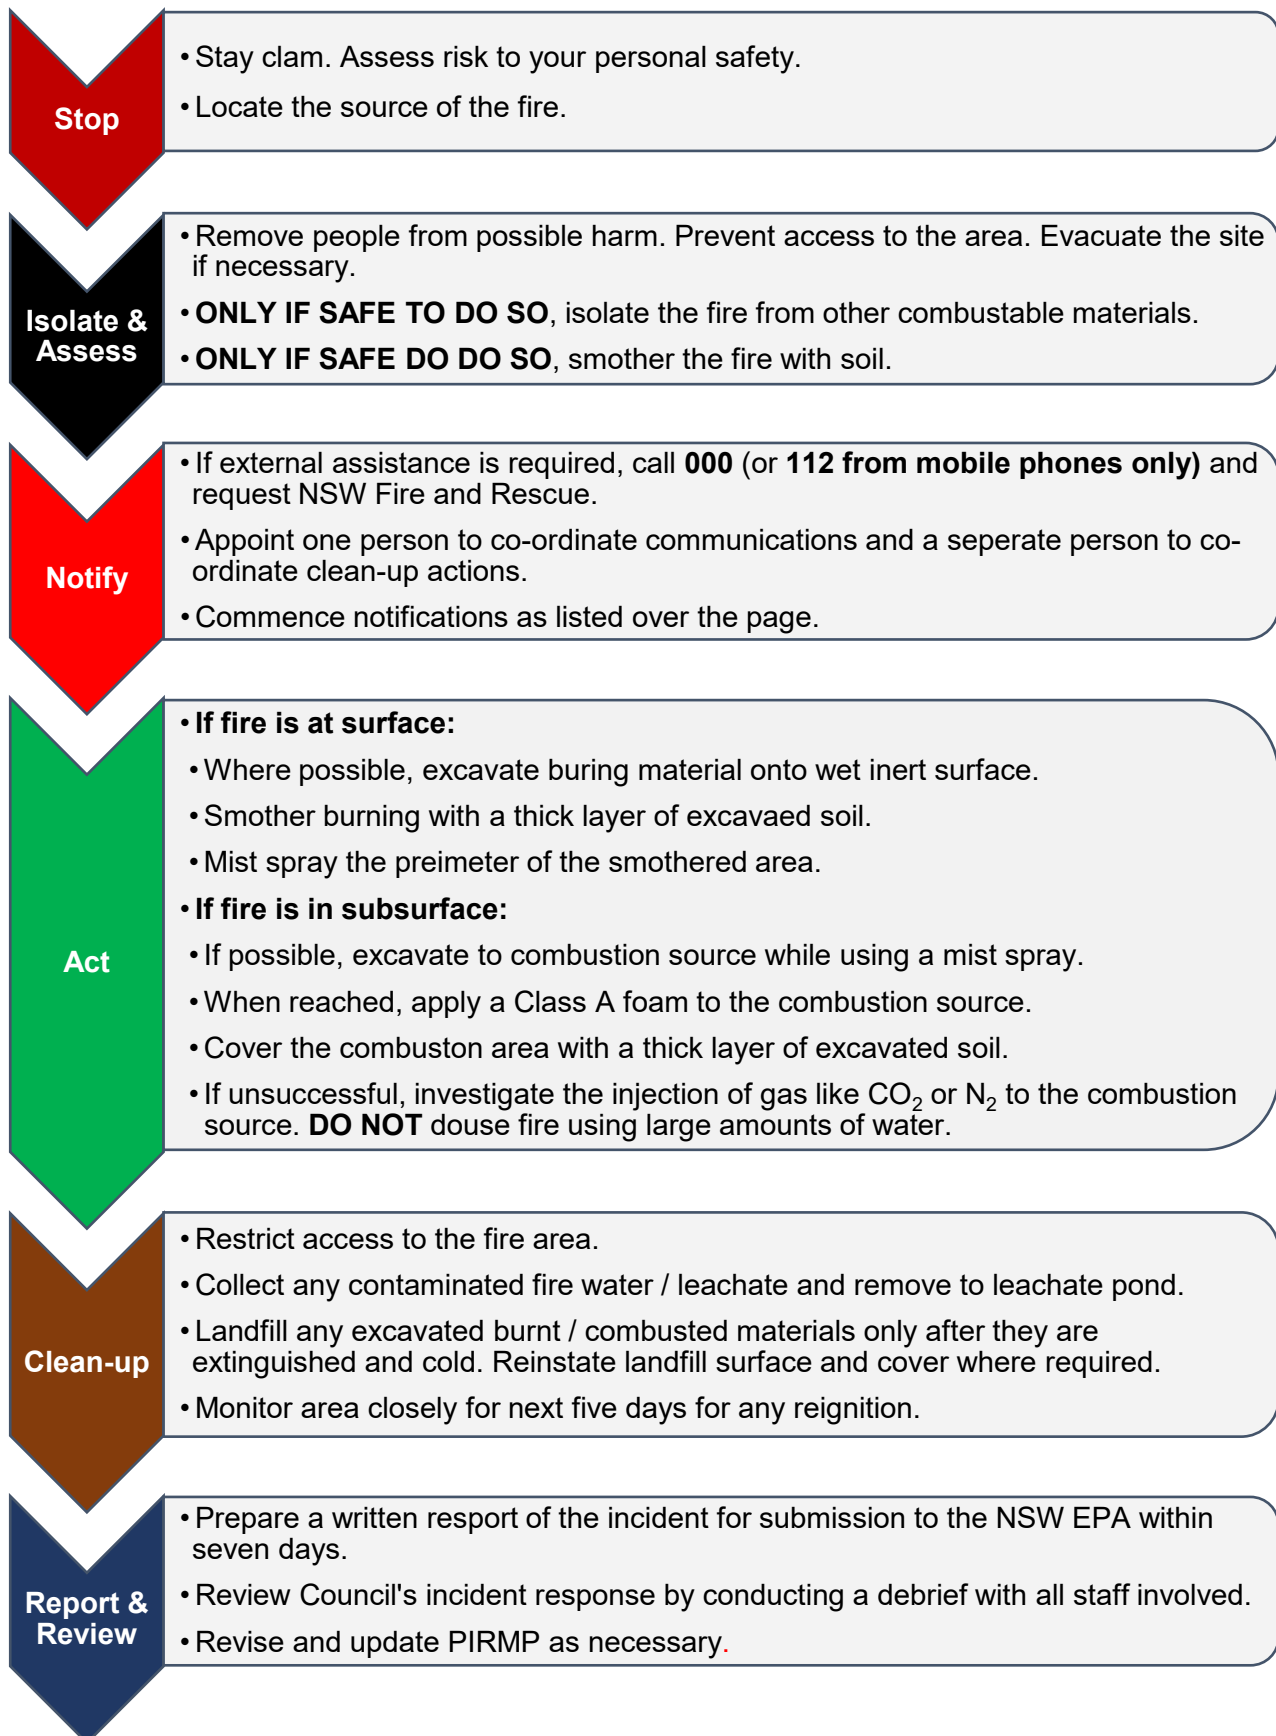 Stop
• Stay clam. Assess risk to your personal safety.
• Locate the source of the fire.
Isolate &
Assess
• Remove people from possible harm. Prevent access to the area. Evacuate the site
if necessary.
• ONLY IF SAFE TO DO SO, isolate the fire from other combustable materials.
• ONLY IF SAFE DO DO SO, smother the fire with soil.
Notify
• If external assistance is required, call 000 (or 112 from mobile phones only) and
request NSW Fire and Rescue.
• Appoint one person to co-ordinate communications and a seperate person to co-
ordinate clean-up actions.
• Commence notifications as listed over the page.
Act
• If fire is at surface:
• Where possible, excavate buring material onto wet inert surface.
• Smother burning with a thick layer of excavaed soil.
• Mist spray the preimeter of the smothered area.
• If fire is in subsurface:
• If possible, excavate to combustion source while using a mist spray.
• When reached, apply a Class A foam to the combustion source.
• Cover the combuston area with a thick layer of excavated soil.
• If unsuccessful, investigate the injection of gas like CO₂ or N₂ to the combustion
source. DO NOT douse fire using large amounts of water.
Clean-up
• Restrict access to the fire area.
• Collect any contaminated fire water / leachate and remove to leachate pond.
• Landfill any excavated burnt / combusted materials only after they are
extinguished and cold. Reinstate landfill surface and cover where required.
• Monitor area closely for next five days for any reignition.
Report &
Review
• Prepare a written resport of the incident for submission to the NSW EPA within
seven days.
• Review Council's incident response by conducting a debrief with all staff involved.
• Revise and update PIRMP as necessary.